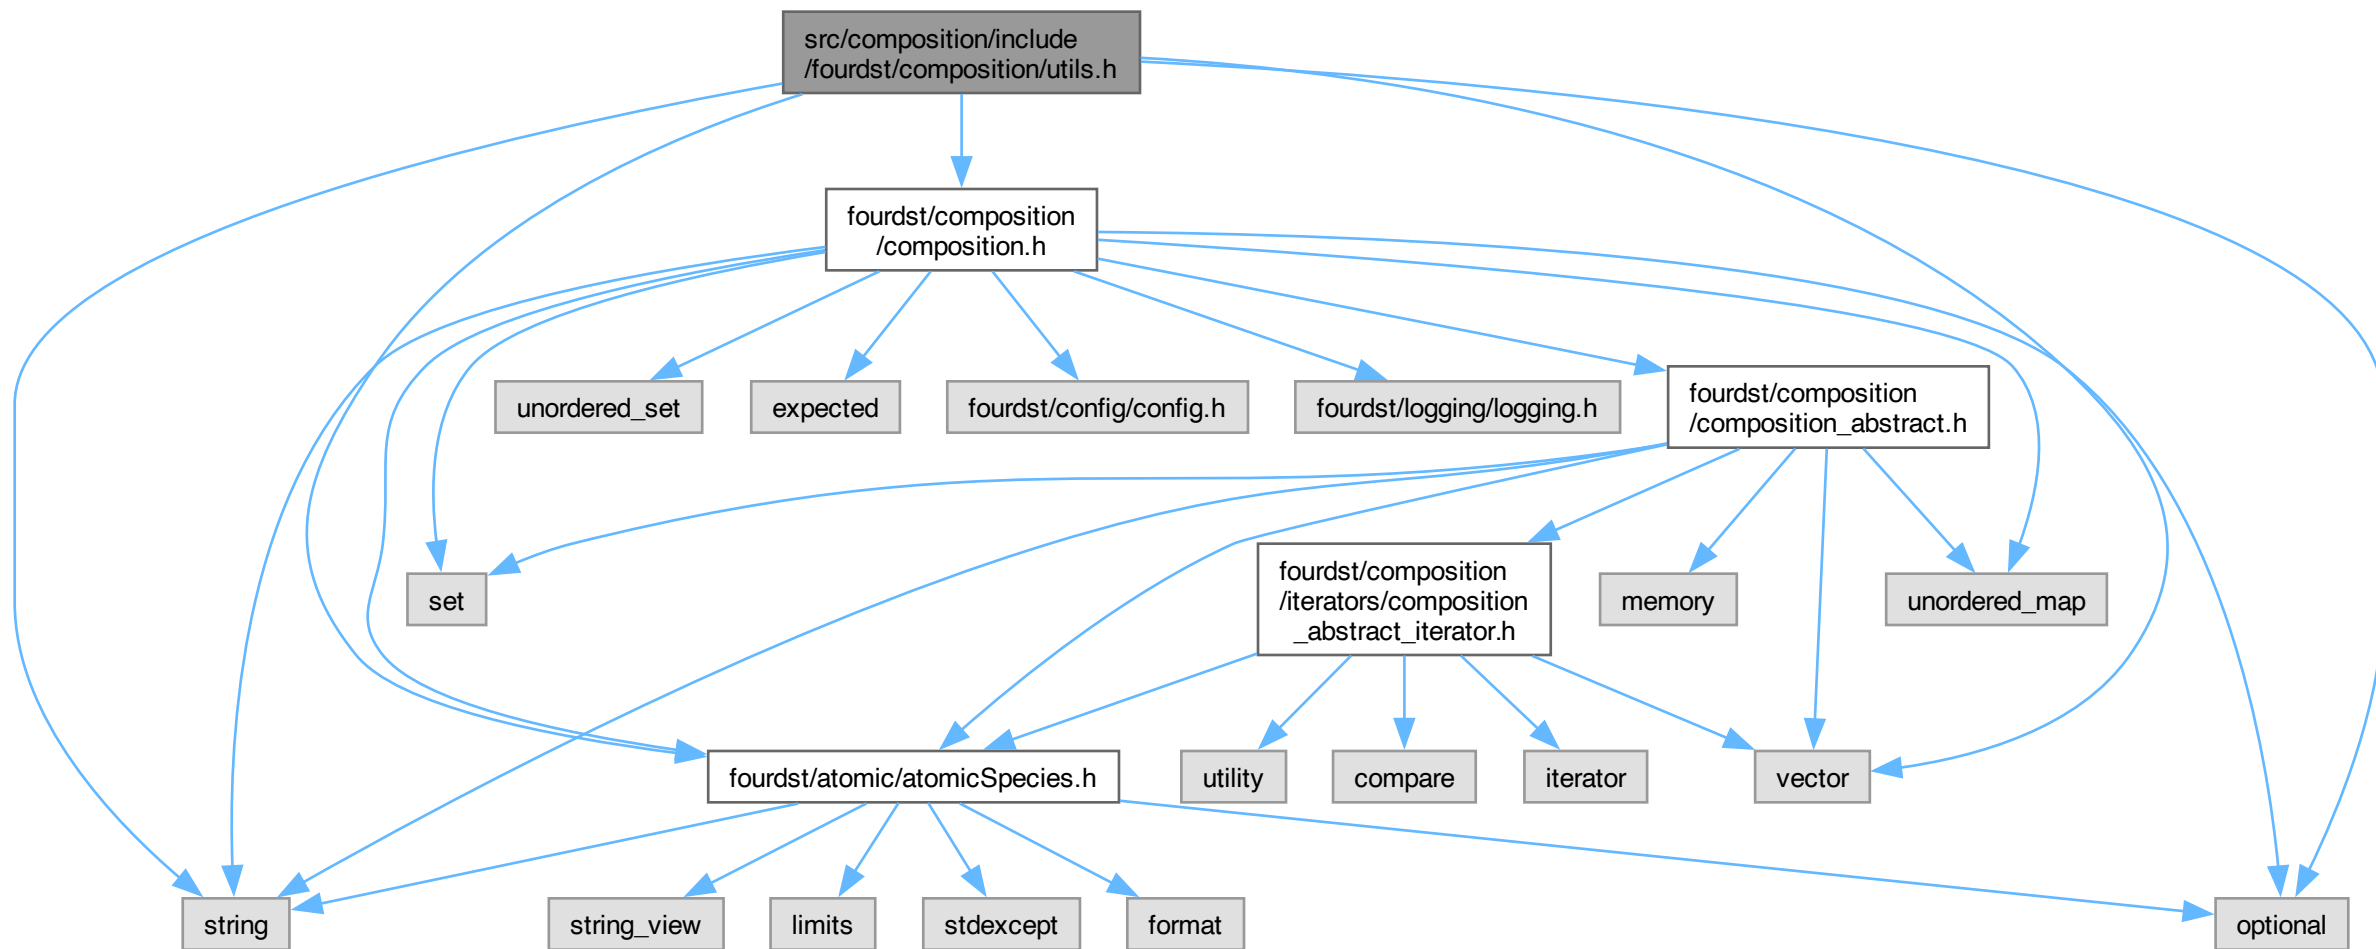 src/composition/include
/fourdst/composition/utils.h
fourdst/composition
/composition.h
unordered_set
expected
fourdst/config/config.h
fourdst/logging/logging.h
fourdst/composition
/composition_abstract.h
set
fourdst/composition
/iterators/composition
_abstract_iterator.h
memory
unordered_map
fourdst/atomic/atomicSpecies.h
utility
compare
iterator
vector
string
string_view
limits
stdexcept
format
optional